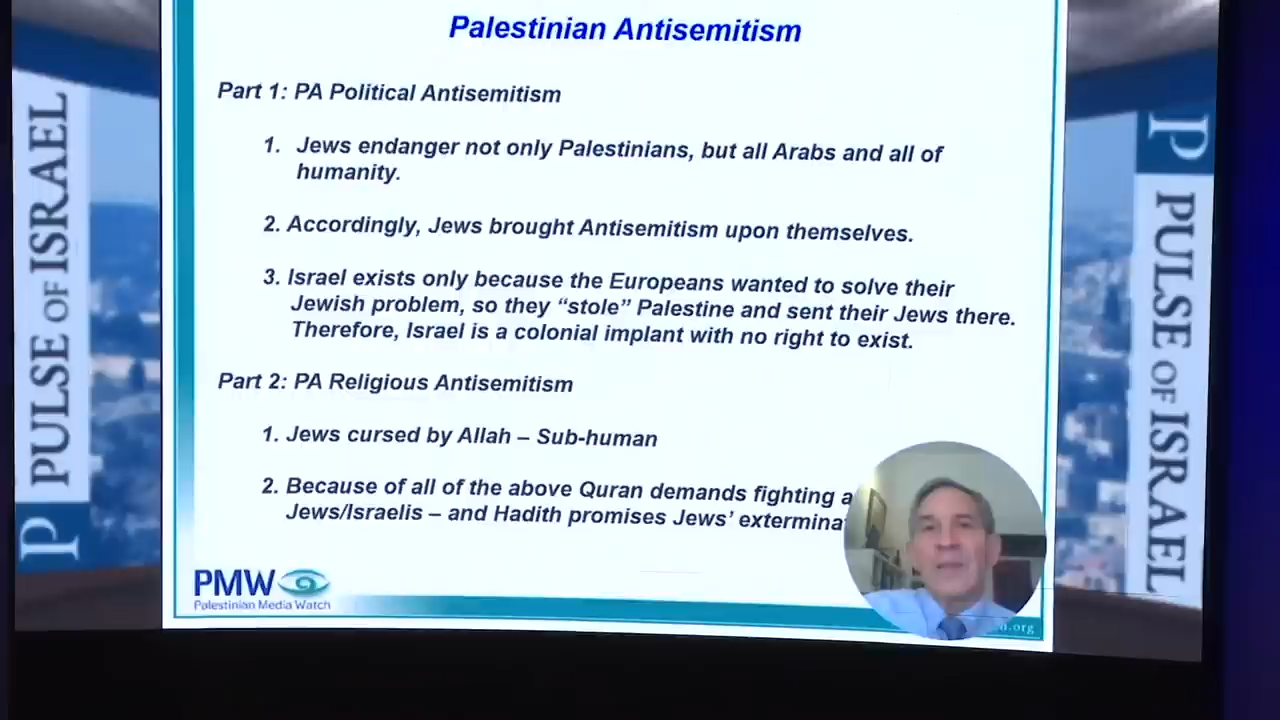 Palestinian Antisemitism
Part 1: PA Political Antisemitism
1. Jews endanger not only Palestinians, but all Arabs and all of
humanity.
2. Accordingly, Jews brought Antisemitism upon themselves.
3. Israel exists only because the Europeans wanted to solve their
Jewish problem, so they “stole” Palestine and sent their Jews there.
Therefore, Israel is a colonial implant with no right to exist.
Part 2: PA Religious Antisemitism
1. Jews cursed by Allah – Sub-human
2. Because of all of the above Quran demands fighting a
Jews/Israelis – and Hadith promises Jews’ extermina
PMW
Palestinian Media Watch
.org
P PULSE OF ISRAEL
P PULSE OF ISRAEL